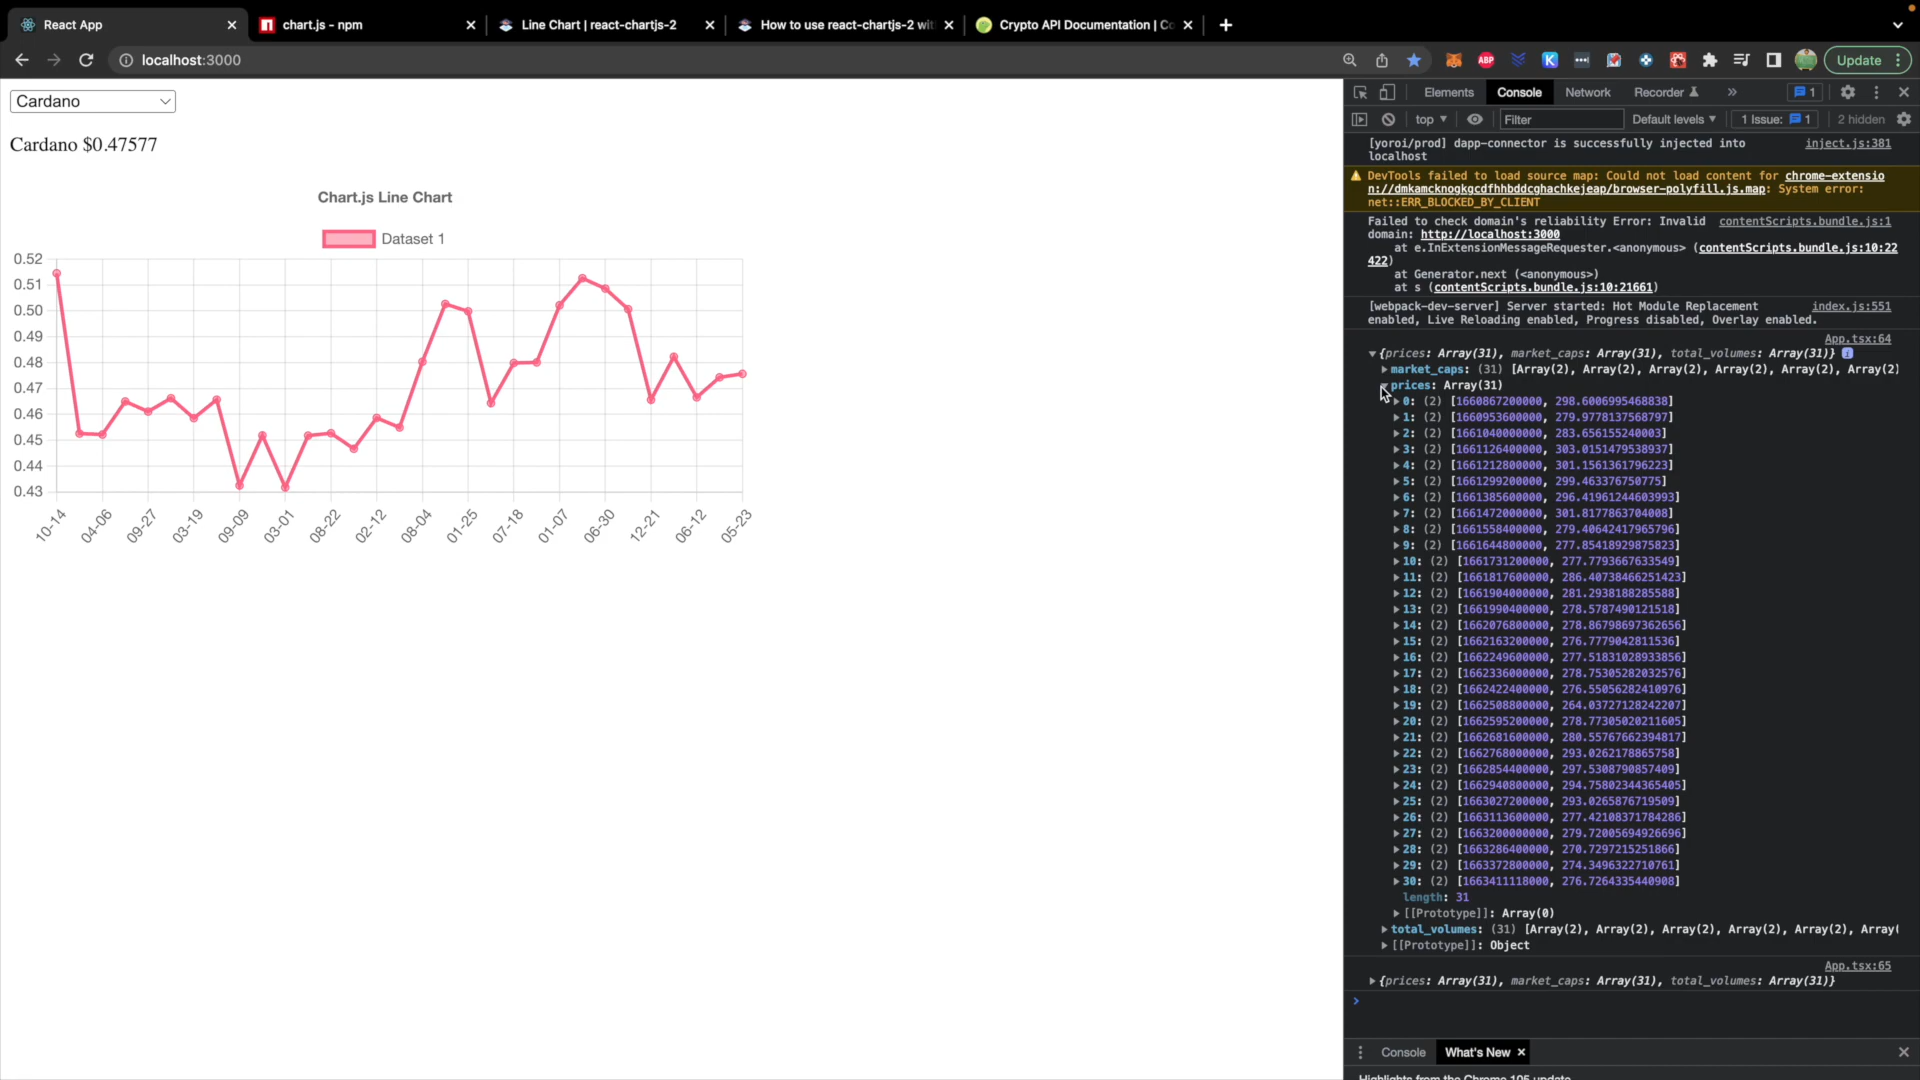 React App
chart.js - npm
Line Chart | react-chartjs-2
How to use react-chartjs-2 wit
Crypto API Documentation | Co
localhost:3000
Update
Cardano
Cardano $0.47577
Chart.js Line Chart
Dataset 1
0.52
0.51
0.50
0.49
0.48
0.47
0.46
0.45
0.44
0.43
10-14 04-06 09-27 03-19 09-09 03-01 08-22 02-12 08-04 01-25 07-18 01-07 06-30 12-21 06-12 05-23
Elements Console Network Recorder » 1
top Filter Default levels 1 Issue: 1 2 hidden
[yoroi/prod] dapp-connector is successfully injected into inject.js:381
localhost
DevTools failed to load source map: Could not load content for chrome-extensio
n://dmkamcknogkgcdfhhbddcghachkejeap/browser-polyfill.js.map: System error:
net::ERR_BLOCKED_BY_CLIENT
Failed to check domain's reliability Error: Invalid contentScripts.bundle.js:1
domain: http://localhost:3000
at e.InExtensionMessageRequester.<anonymous> (contentScripts.bundle.js:10:22
422)
at Generator.next (<anonymous>)
at s (contentScripts.bundle.js:10:21661)
[webpack-dev-server] Server started: Hot Module Replacement index.js:551
enabled, Live Reloading enabled, Progress disabled, Overlay enabled.
App.tsx:64
{prices: Array(31), market_caps: Array(31), total_volumes: Array(31)} i
market_caps: (31) [Array(2), Array(2), Array(2), Array(2), Array(2), Array(2)
prices: Array(31)
0: (2) [1660867200000, 298.6006995468838]
1: (2) [1660953600000, 279.9778137568797]
2: (2) [1661040000000, 283.656155240003]
3: (2) [1661126400000, 303.0151479538937]
4: (2) [1661212800000, 301.1561361796223]
5: (2) [1661299200000, 299.463376750775]
6: (2) [1661385600000, 296.41961244603993]
7: (2) [1661472000000, 301.8177863704008]
8: (2) [1661558400000, 279.40642417965796]
9: (2) [1661644800000, 277.85418929875823]
10: (2) [1661731200000, 277.7793667633549]
11: (2) [1661817600000, 286.40738466251423]
12: (2) [1661904000000, 281.2938188285588]
13: (2) [1661990400000, 278.5787490121518]
14: (2) [1662076800000, 278.86798697362656]
15: (2) [1662163200000, 276.7779042811536]
16: (2) [1662249600000, 277.51831028933856]
17: (2) [1662336000000, 278.75305282032576]
18: (2) [1662422400000, 276.55056282410976]
19: (2) [1662508800000, 264.03727128242207]
20: (2) [1662595200000, 278.77305020211605]
21: (2) [1662681600000, 280.55767662394817]
22: (2) [1662768000000, 293.0262178865758]
23: (2) [1662854400000, 297.5308790857409]
24: (2) [1662940800000, 294.75802344365405]
25: (2) [1663027200000, 293.0265876719509]
26: (2) [1663113600000, 277.42108371784286]
27: (2) [1663200000000, 279.72005694926696]
28: (2) [1663286400000, 270.7297215251866]
29: (2) [1663372800000, 274.3496322710761]
30: (2) [1663411118000, 276.7264335440908]
length: 31
[[Prototype]]: Array(0)
total_volumes: (31) [Array(2), Array(2), Array(2), Array(2), Array(2), Array(
[[Prototype]]: Object
App.tsx:65
{prices: Array(31), market_caps: Array(31), total_volumes: Array(31)}
Console What's New
Highlights from the Chrome 105 update